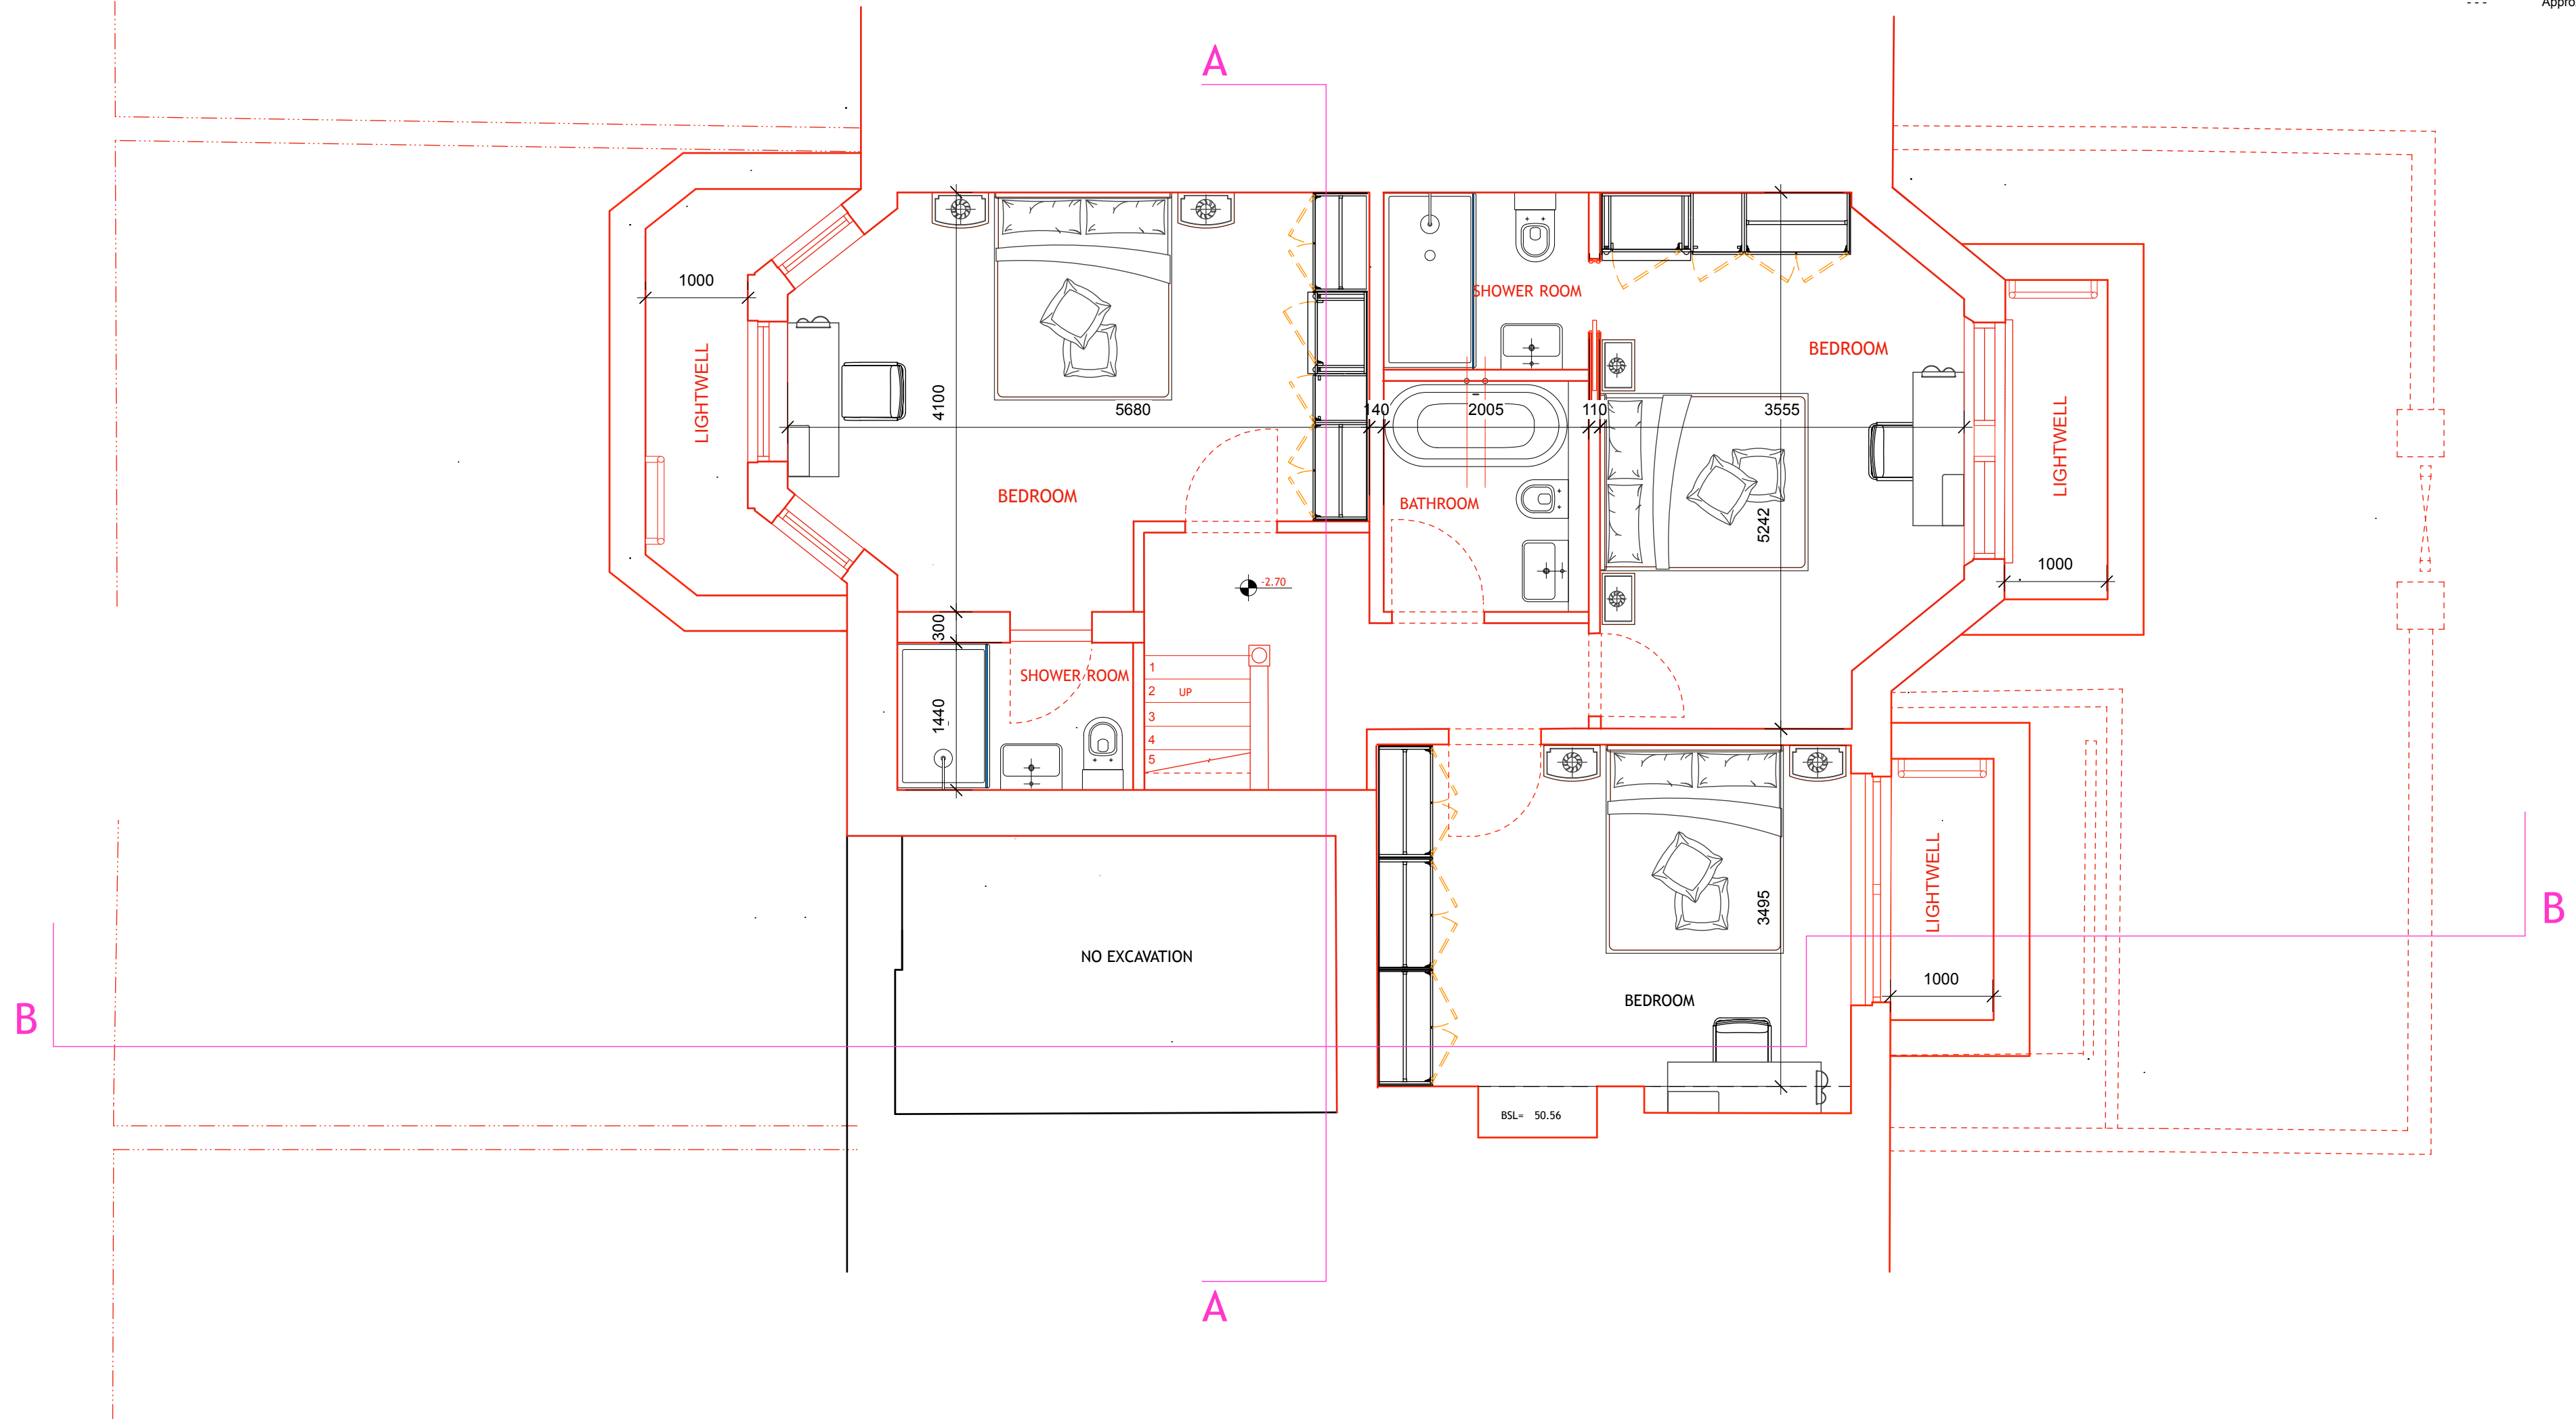 Appro
A
1000
LIGHTWELL
4100
5680
140
2005
110
3555
SHOWER ROOM
BEDROOM
LIGHTWELL
BEDROOM
BATHROOM
5242
1000
-2.70
300
SHOWER ROOM
1440
1
2 UP
3
4
5
LIGHTWELL
3495
B
NO EXCAVATION
1000
BEDROOM
B
BSL= 50.56
A